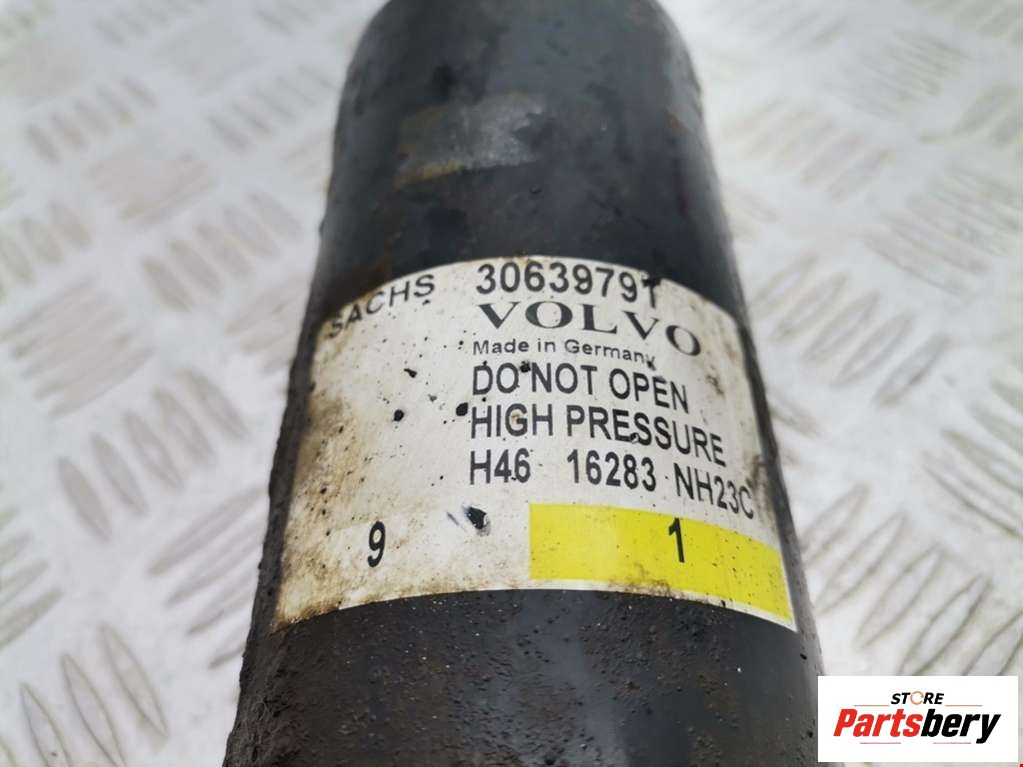 SACHS 30639791
VOLVO
Made in Germany
DO NOT OPEN
HIGH PRESSURE
H46 16283 NH23C
9 1
STORE
Partsbery